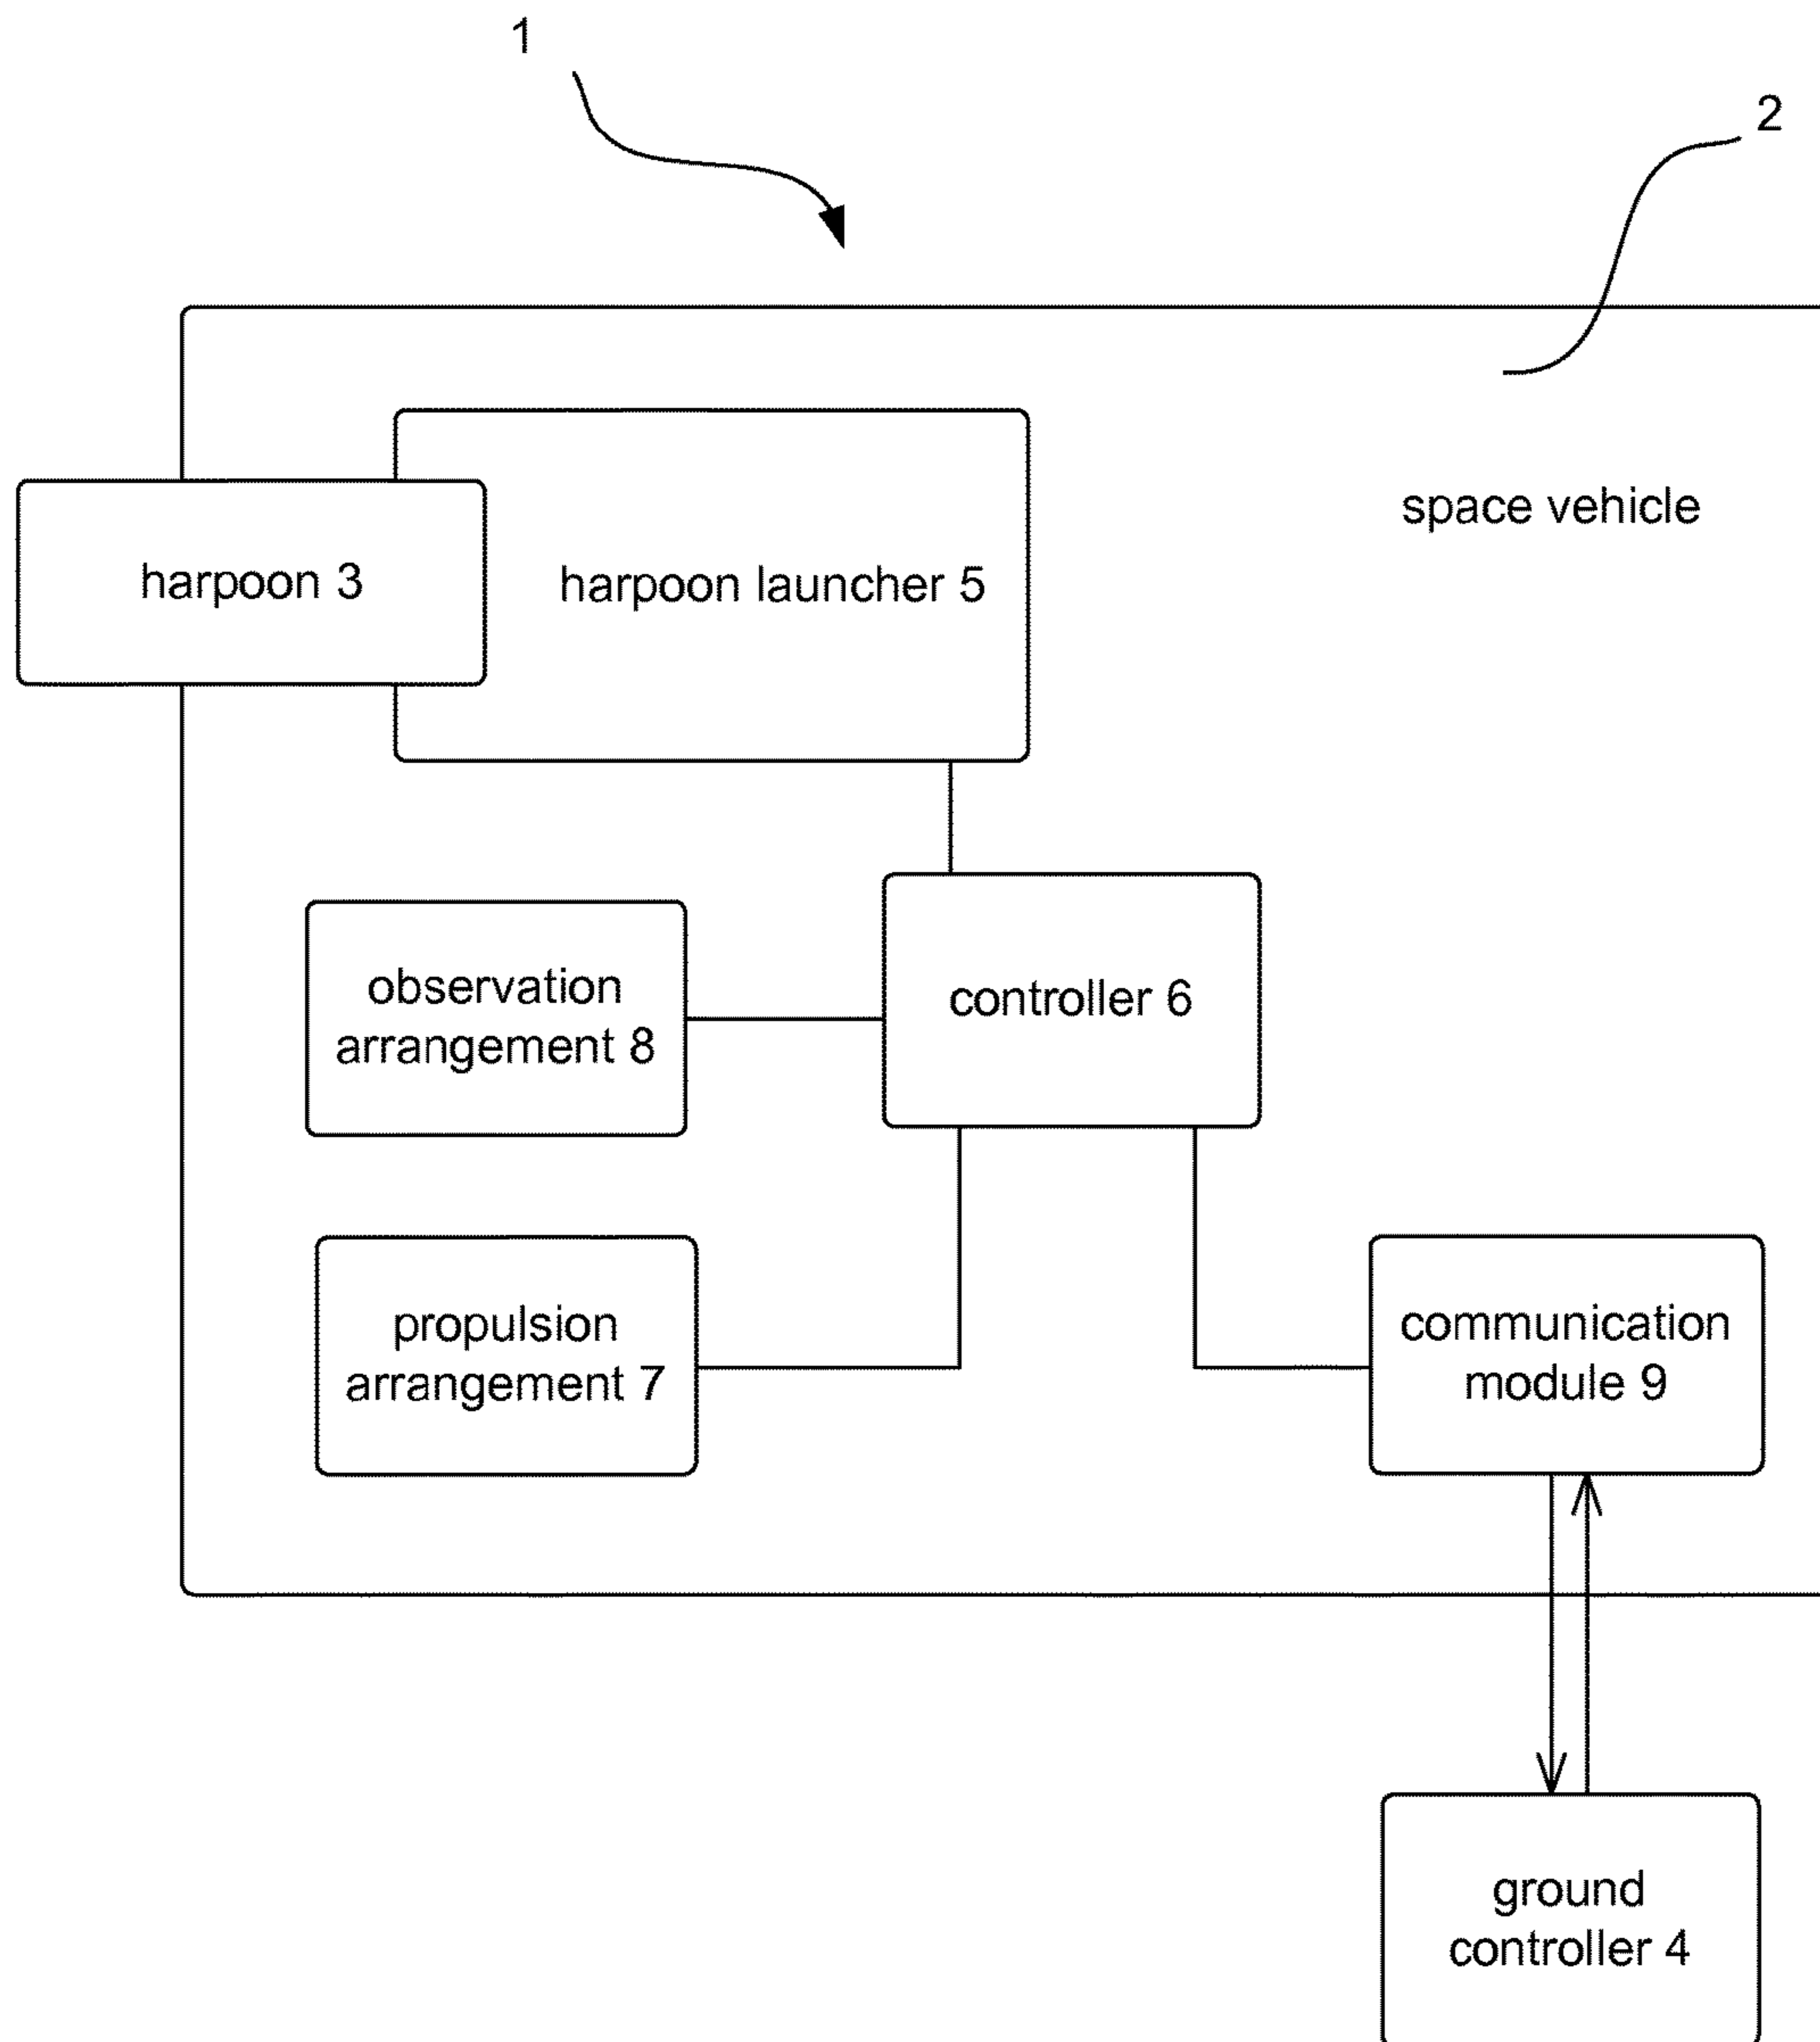 1
2
space vehicle
harpoon 3
harpoon launcher 5
observation
arrangement 8
controller 6
propulsion
arrangement 7
communication
module 9
ground
controller 4